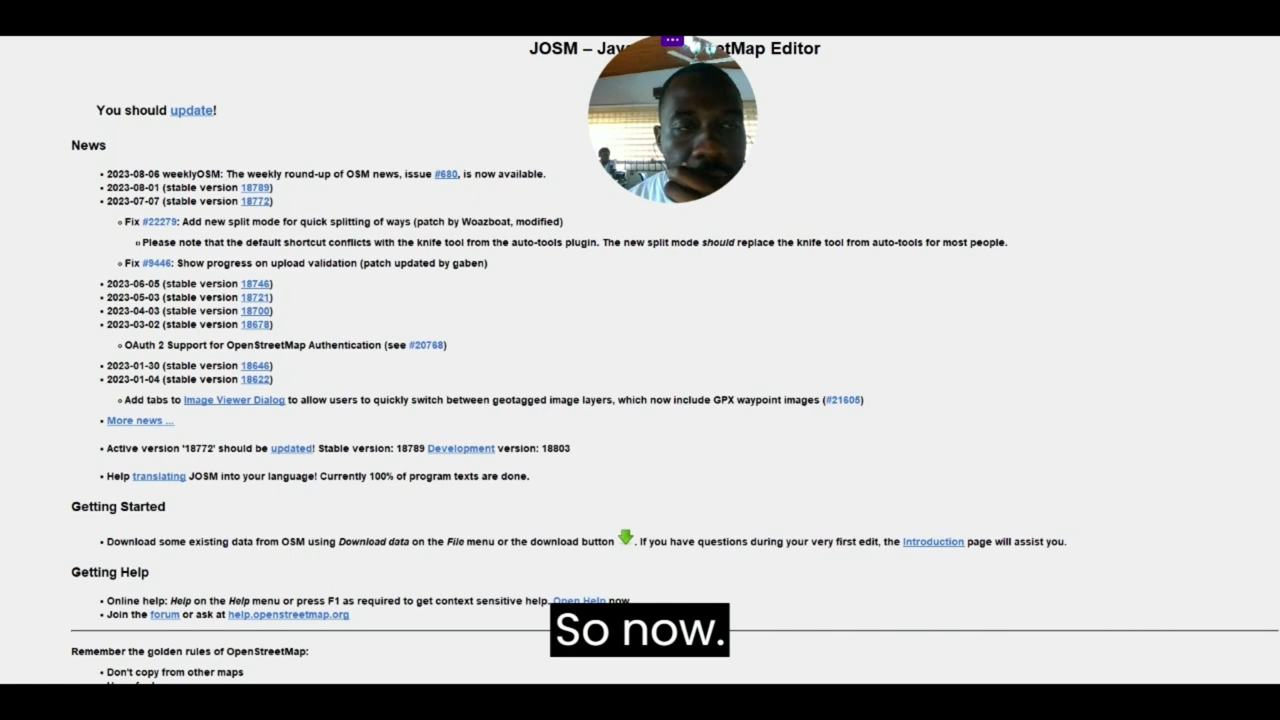 JOSM – Jav etMap Editor
You should update!
News
• 2023-08-06 weeklyOSM: The weekly round-up of OSM news, issue #680, is now available.
• 2023-08-01 (stable version 18789)
• 2023-07-07 (stable version 18772)
Fix #22279: Add new split mode for quick splitting of ways (patch by Woazboat, modified)
Please note that the default shortcut conflicts with the knife tool from the auto-tools plugin. The new split mode should replace the knife tool from auto-tools for most people.
Fix #9446: Show progress on upload validation (patch updated by gaben)
• 2023-06-05 (stable version 18746)
• 2023-05-03 (stable version 18721)
• 2023-04-03 (stable version 18700)
• 2023-03-02 (stable version 18678)
OAuth 2 Support for OpenStreetMap Authentication (see #20768)
• 2023-01-30 (stable version 18646)
• 2023-01-04 (stable version 18622)
Add tabs to Image Viewer Dialog to allow users to quickly switch between geotagged image layers, which now include GPX waypoint images (#21605)
• More news ...
• Active version '18772' should be updated! Stable version: 18789 Development version: 18803
• Help translating JOSM into your language! Currently 100% of program texts are done.
Getting Started
• Download some existing data from OSM using Download data on the File menu or the download button . If you have questions during your very first edit, the Introduction page will assist you.
Getting Help
• Online help: Help on the Help menu or press F1 as required to get context sensitive help. Open Help now
• Join the forum or ask at help.openstreetmap.org
So now.
Remember the golden rules of OpenStreetMap:
• Don't copy from other maps